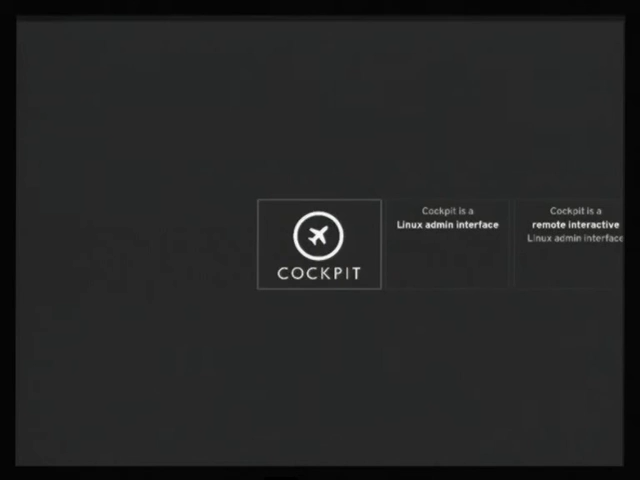 COCKPIT
Cockpit is a
Linux admin interface
Cockpit is a
remote interactive
Linux admin interface